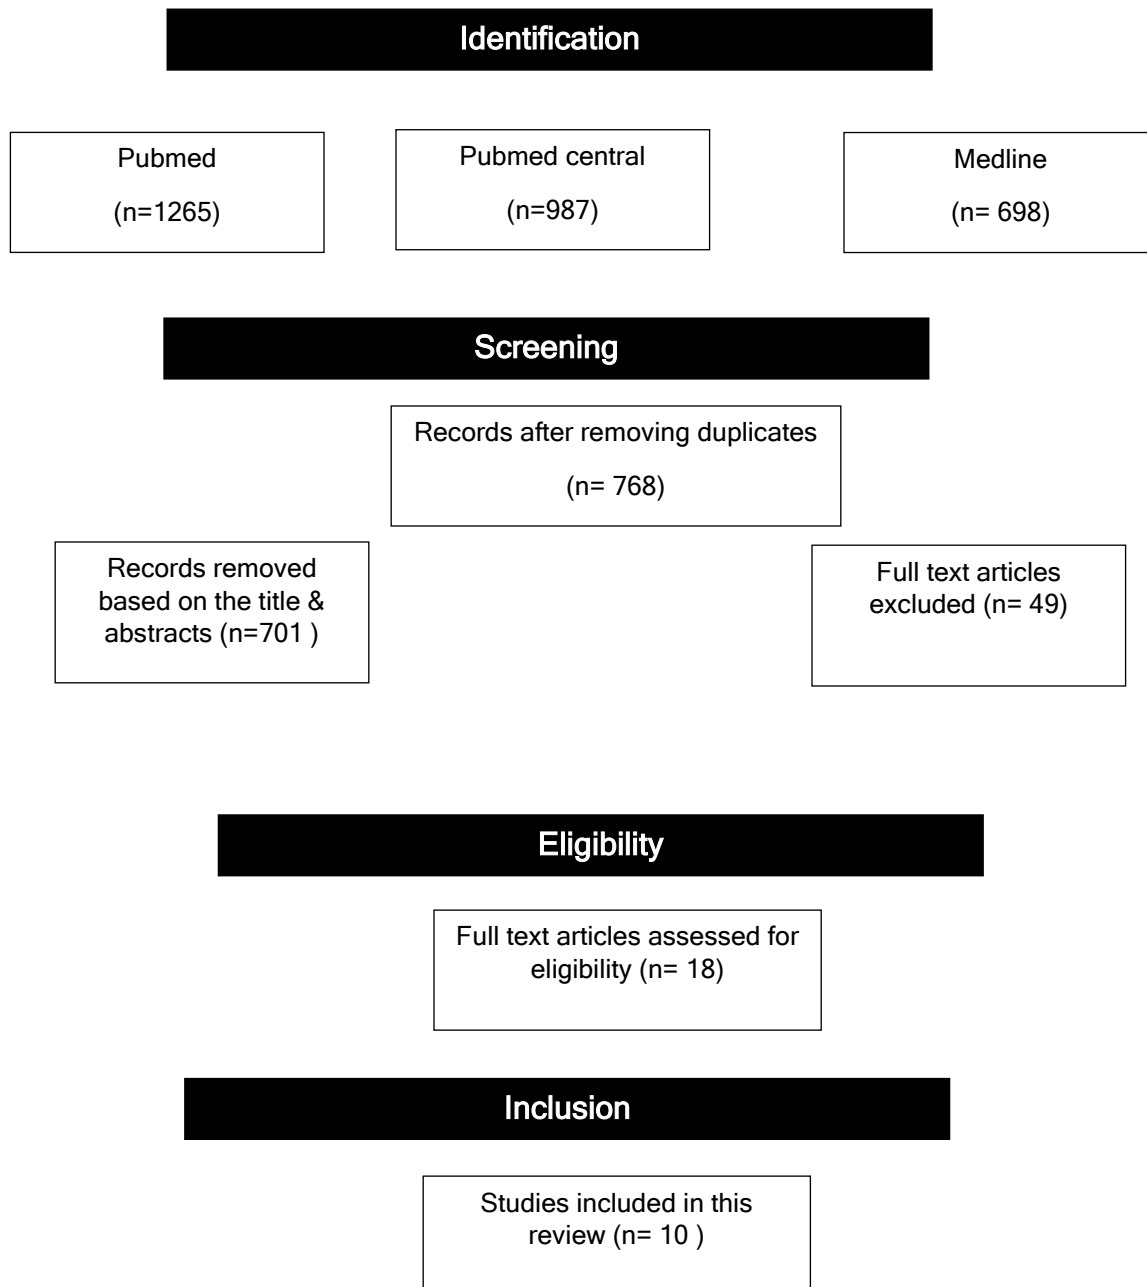 Identification
Pubmed
(n=1265)
Pubmed central
(n=987)
Medline
(n= 698)
Screening
Records after removing duplicates
(n= 768)
Records removed
based on the title &
abstracts (n=701 )
Full text articles
excluded (n= 49)
Eligibility
Full text articles assessed for
eligibility (n= 18)
Inclusion
Studies included in this
review (n= 10 )